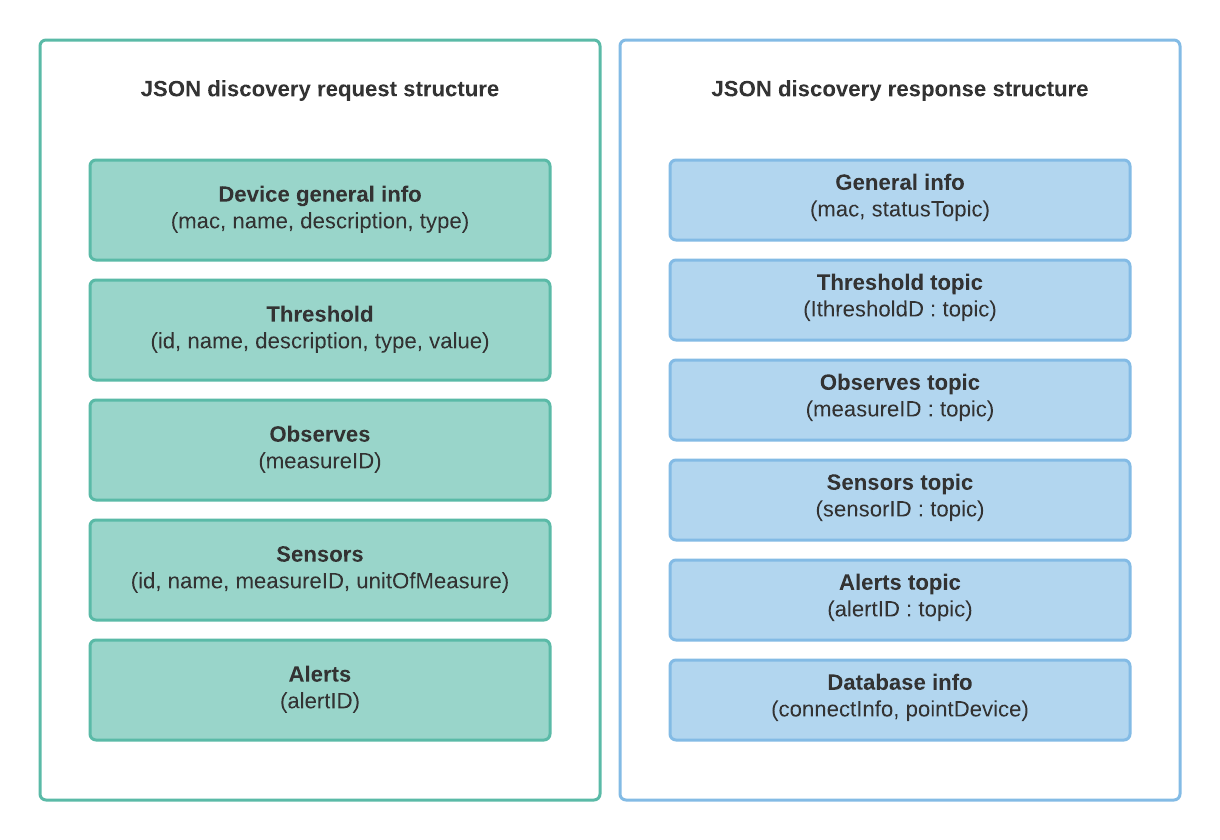 JSON discovery request structure
Device general info
(mac, name, description, type)
Threshold
(id, name, description, type, value)
Observes
(measureID)
Sensors
(id, name, measureID, unitOfMeasure)
Alerts
(alertID)
JSON discovery response structure
General info
(mac, statusTopic)
Threshold topic
(IthresholdD : topic)
Observes topic
(measureID : topic)
Sensors topic
(sensorID : topic)
Alerts topic
(alertID : topic)
Database info
(connectInfo, pointDevice)